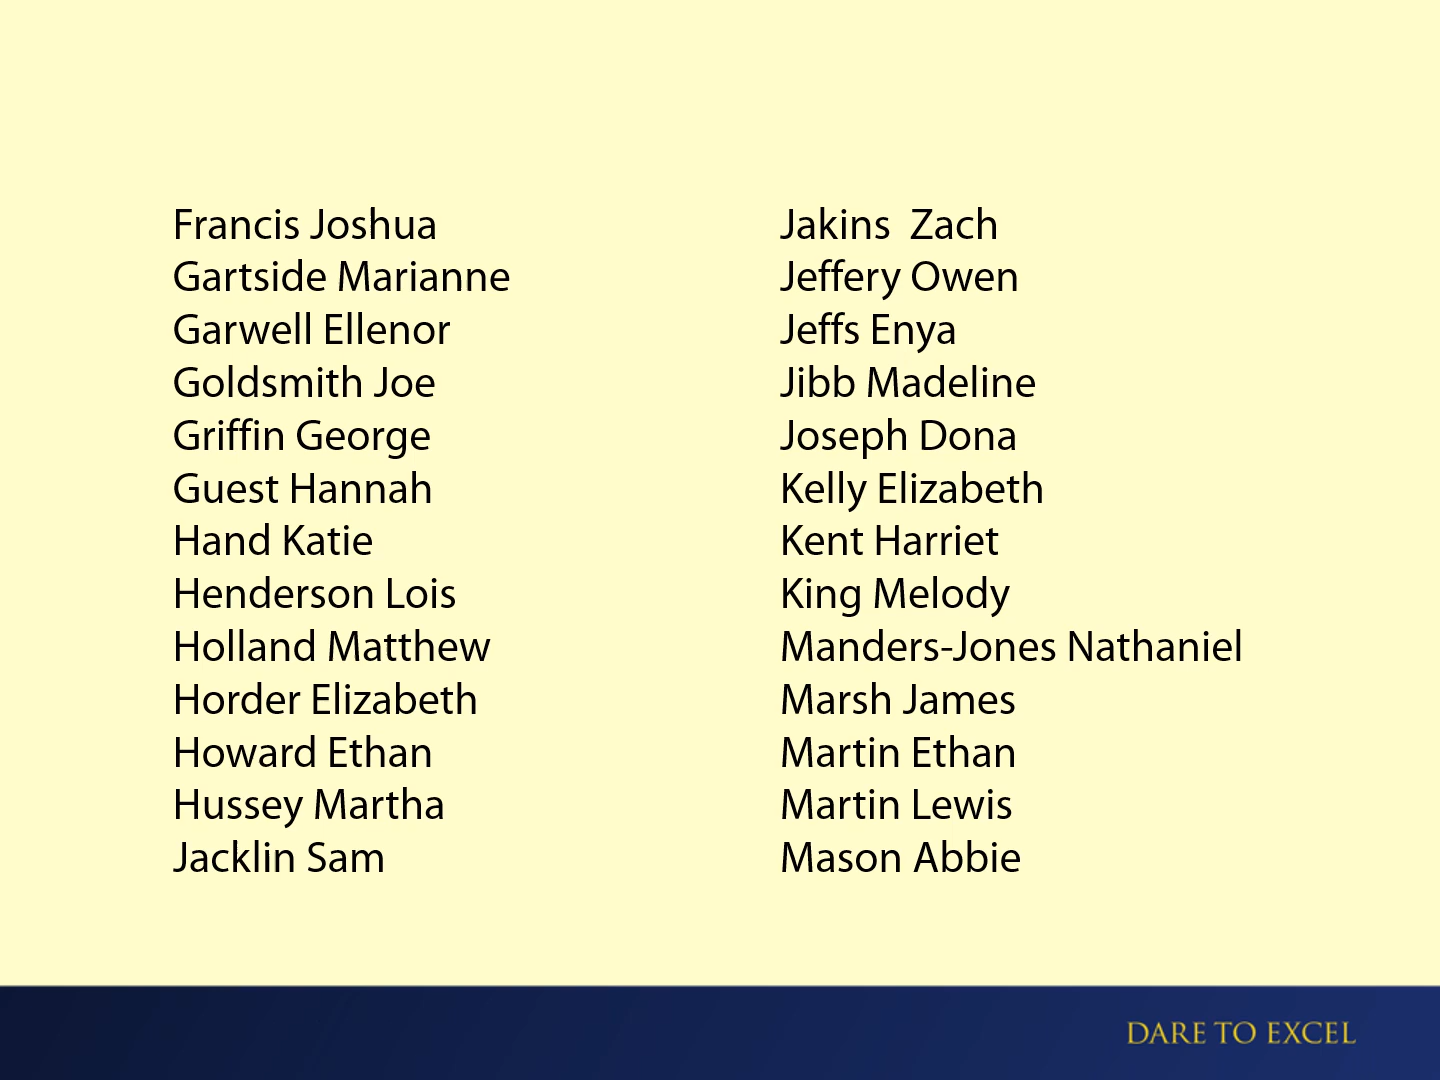 Francis Joshua
Gartside Marianne
Garwell Ellenor
Goldsmith Joe
Griffin George
Guest Hannah
Hand Katie
Henderson Lois
Holland Matthew
Horder Elizabeth
Howard Ethan
Hussey Martha
Jacklin Sam
Jakins  Zach
Jeffery Owen
Jeffs Enya
Jibb Madeline
Joseph Dona
Kelly Elizabeth
Kent Harriet
King Melody
Manders-Jones Nathaniel
Marsh James
Martin Ethan
Martin Lewis
Mason Abbie
DARE TO EXCEL